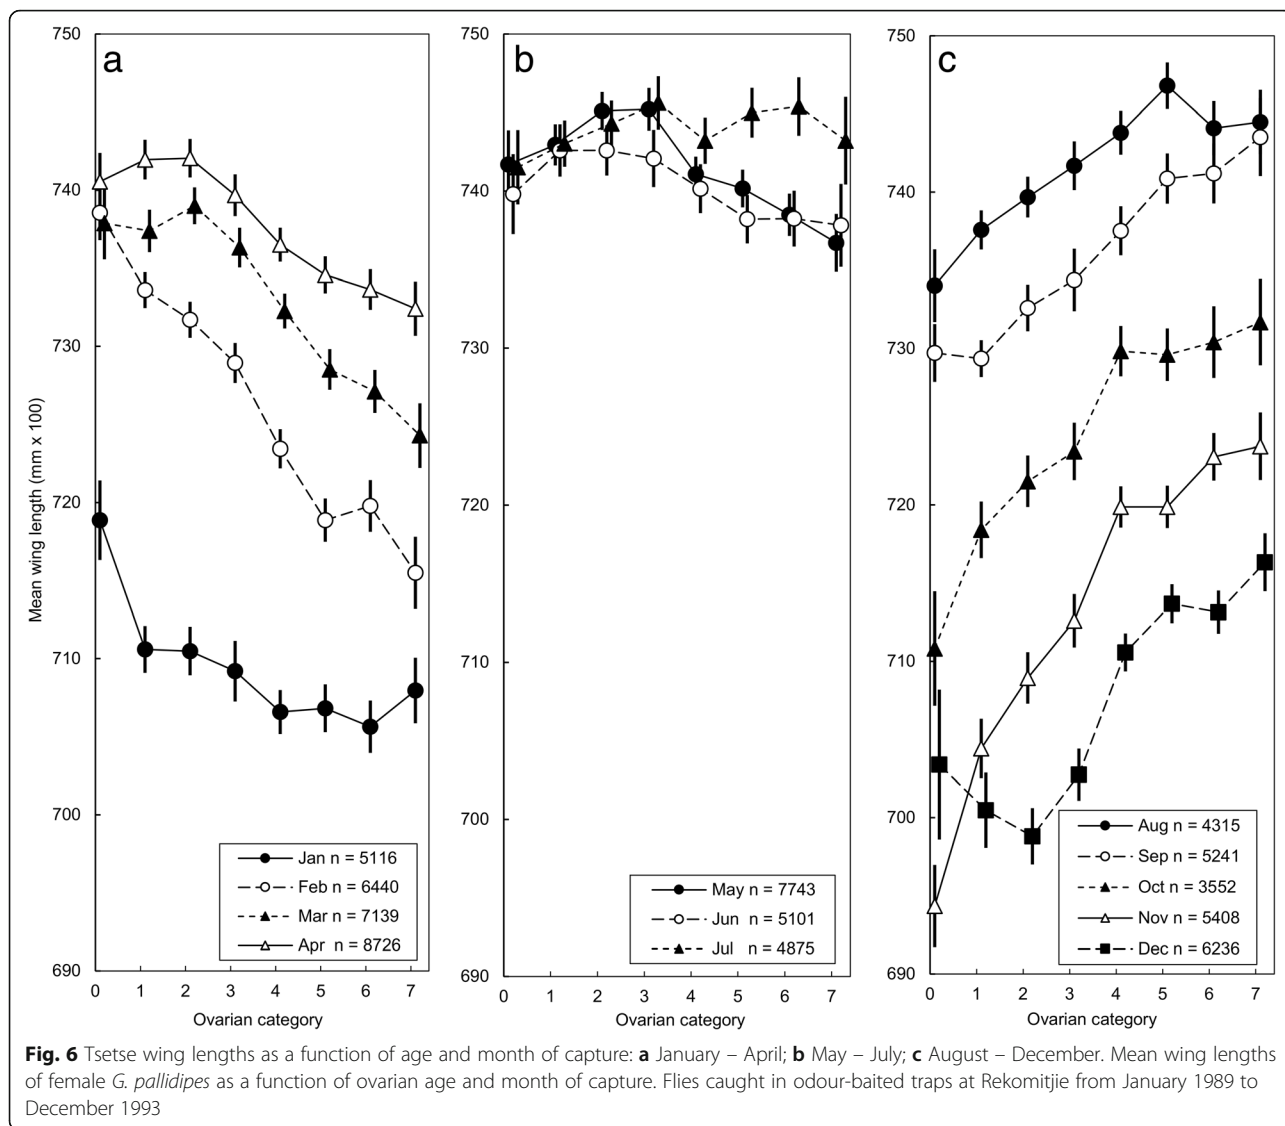 a
b
c
Mean wing length (mm x 100)
750
740
730
720
710
700
690
0 1 2 3 4 5 6 7
Ovarian category
Jan n = 5116
Feb n = 6440
Mar n = 7139
Apr n = 8726
750
740
730
720
710
700
690
0 1 2 3 4 5 6 7
Ovarian category
May n = 7743
Jun n = 5101
Jul n = 4875
750
740
730
720
710
700
690
0 1 2 3 4 5 6 7
Ovarian category
Aug n = 4315
Sep n = 5241
Oct n = 3552
Nov n = 5408
Dec n = 6236
Fig. 6 Tsetse wing lengths as a function of age and month of capture: a January – April; b May – July; c August – December. Mean wing lengths
of female G. pallidipes as a function of ovarian age and month of capture. Flies caught in odour-baited traps at Rekomitjie from January 1989 to
December 1993